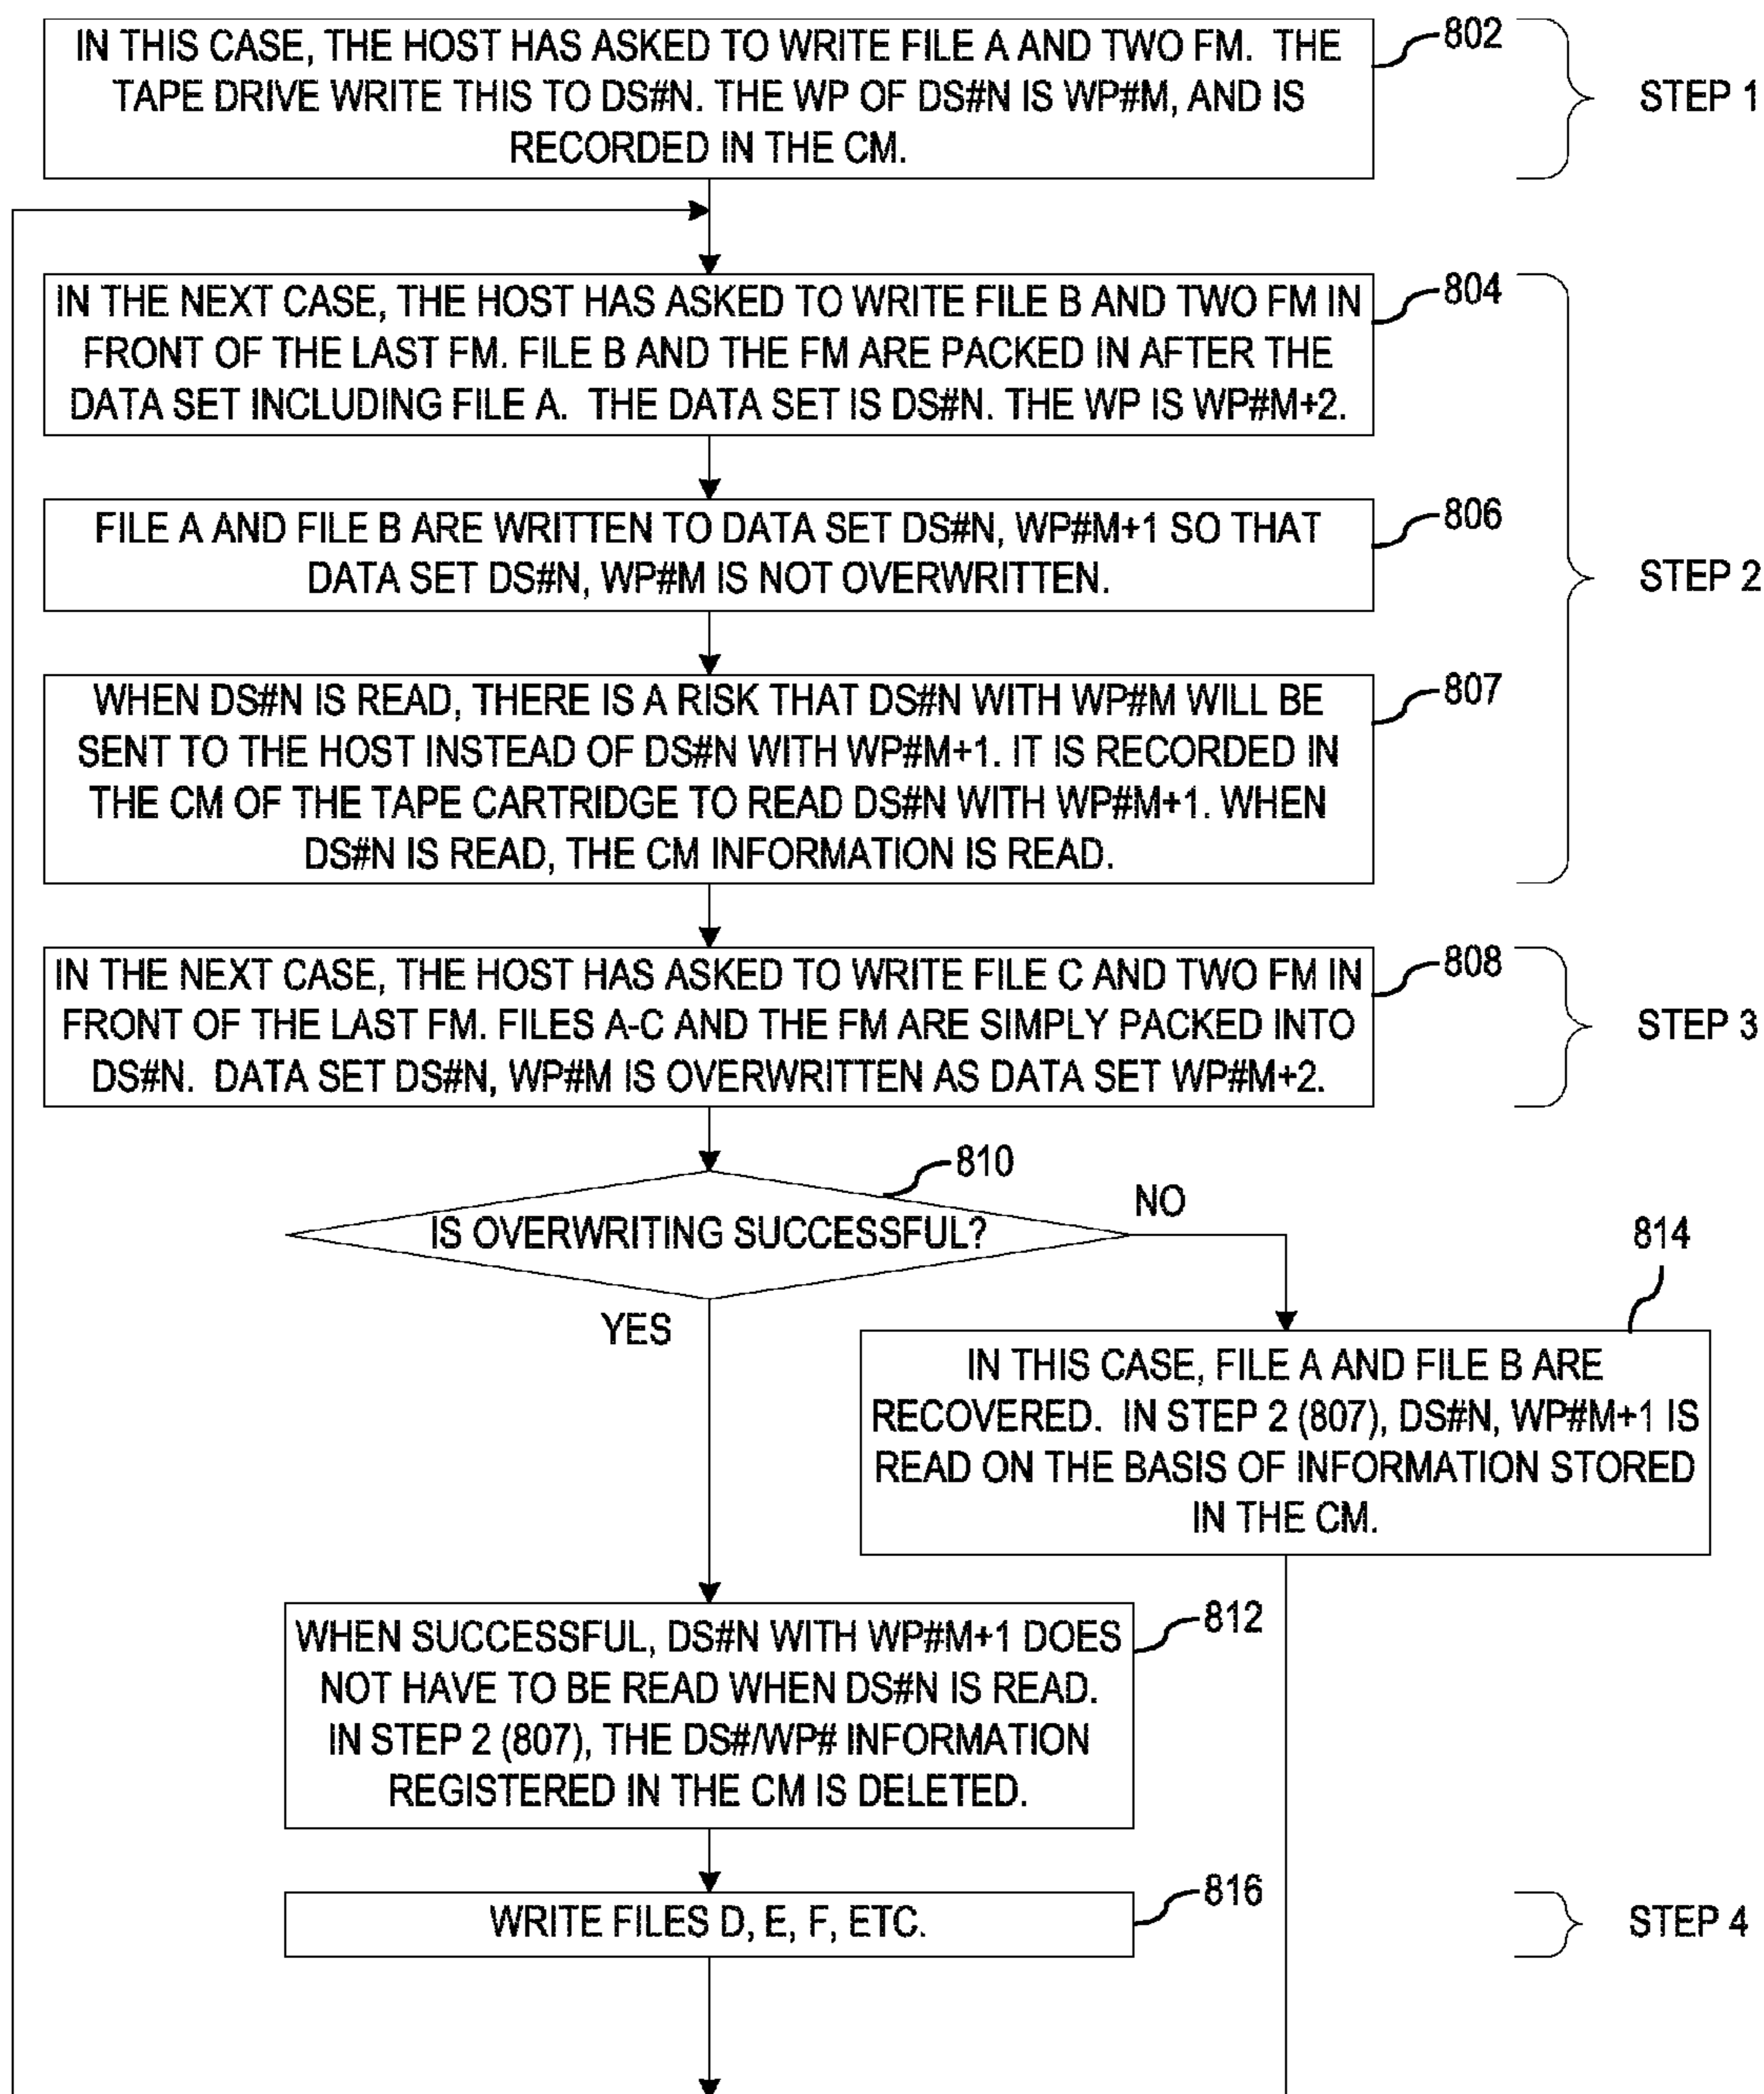 IN THIS CASE, THE HOST HAS ASKED TO WRITE FILE A AND TWO FM. THE
TAPE DRIVE WRITE THIS TO DS#N. THE WP OF DS#N IS WP#M, AND IS
RECORDED IN THE CM.
802
STEP 1
IN THE NEXT CASE, THE HOST HAS ASKED TO WRITE FILE B AND TWO FM IN
FRONT OF THE LAST FM. FILE B AND THE FM ARE PACKED IN AFTER THE
DATA SET INCLUDING FILE A. THE DATA SET IS DS#N. THE WP IS WP#M+2.
804
FILE A AND FILE B ARE WRITTEN TO DATA SET DS#N, WP#M+1 SO THAT
DATA SET DS#N, WP#M IS NOT OVERWRITTEN.
806
STEP 2
WHEN DS#N IS READ, THERE IS A RISK THAT DS#N WITH WP#M WILL BE
SENT TO THE HOST INSTEAD OF DS#N WITH WP#M+1. IT IS RECORDED IN
THE CM OF THE TAPE CARTRIDGE TO READ DS#N WITH WP#M+1. WHEN
DS#N IS READ, THE CM INFORMATION IS READ.
807
IN THE NEXT CASE, THE HOST HAS ASKED TO WRITE FILE C AND TWO FM IN
FRONT OF THE LAST FM. FILES A-C AND THE FM ARE SIMPLY PACKED INTO
DS#N. DATA SET DS#N, WP#M IS OVERWRITTEN AS DATA SET WP#M+2.
808
STEP 3
810
IS OVERWRITING SUCCESSFUL?
NO
YES
814
IN THIS CASE, FILE A AND FILE B ARE
RECOVERED. IN STEP 2 (807), DS#N, WP#M+1 IS
READ ON THE BASIS OF INFORMATION STORED
IN THE CM.
WHEN SUCCESSFUL, DS#N WITH WP#M+1 DOES
NOT HAVE TO BE READ WHEN DS#N IS READ.
IN STEP 2 (807), THE DS#/WP# INFORMATION
REGISTERED IN THE CM IS DELETED.
812
WRITE FILES D, E, F, ETC.
816
STEP 4